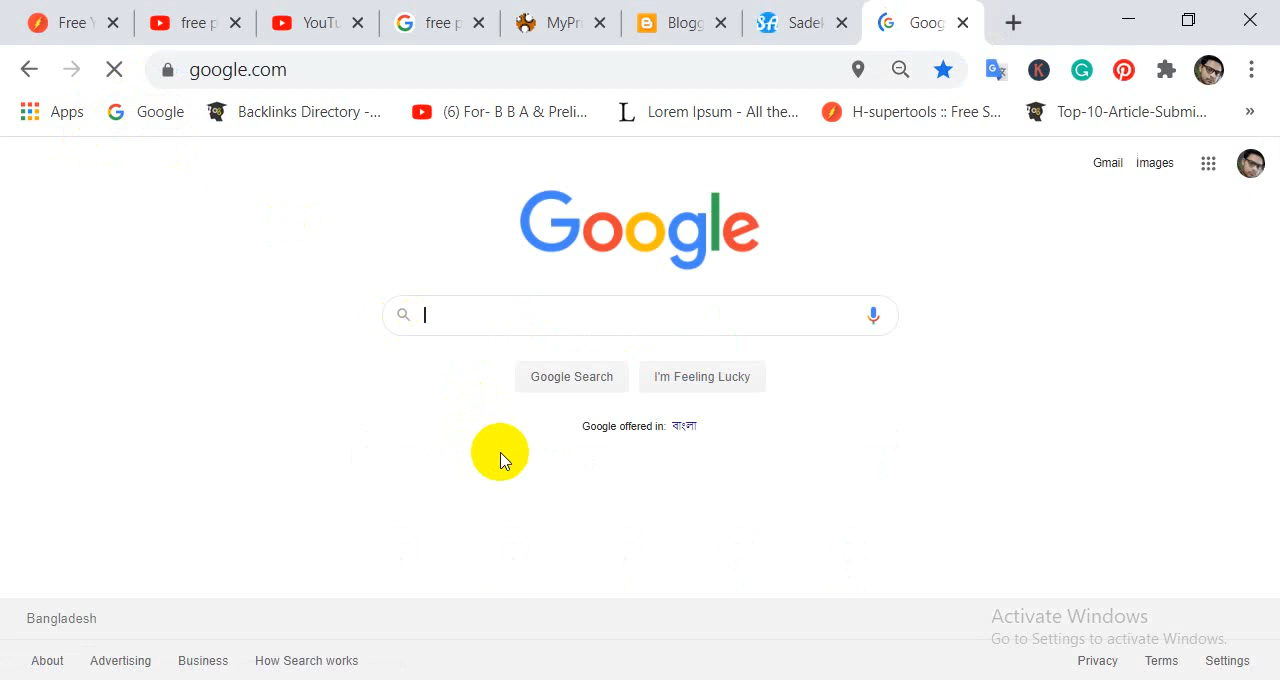 Free Y free p YouTu free p MyPr Blogg Sadek Goog
google.com
Apps Google Backlinks Directory -... (6) For- B B A & Preli... Lorem Ipsum - All the... H-supertools :: Free S... Top-10-Article-Submi... »
Gmail Images
Google
Google Search I'm Feeling Lucky
Google offered in: বাংলা
Bangladesh
Activate Windows
Go to Settings to activate Windows.
About Advertising Business How Search works Privacy Terms Settings